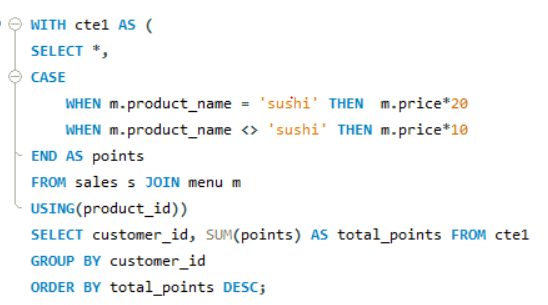 WITH cte1 AS (
SELECT *,
CASE
WHEN m.product_name = 'sushi' THEN  m.price*20
WHEN m.product_name <> 'sushi' THEN m.price*10
END AS points
FROM sales s JOIN menu m
USING(product_id))
SELECT customer_id, SUM(points) AS total_points FROM cte1
GROUP BY customer_id
ORDER BY total_points DESC;